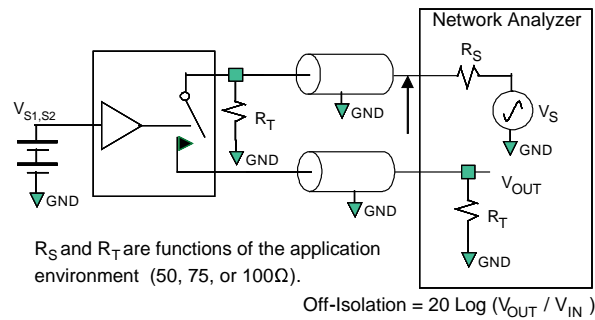 Network Analyzer
R_S
V_S1,S2
GND
V_S
R_T
GND
GND
GND
V_OUT
GND
GND
R_T
GND
R_S and R_T are functions of the application
environment (50, 75, or 100Ω).
Off-Isolation = 20 Log (V_OUT / V_IN )